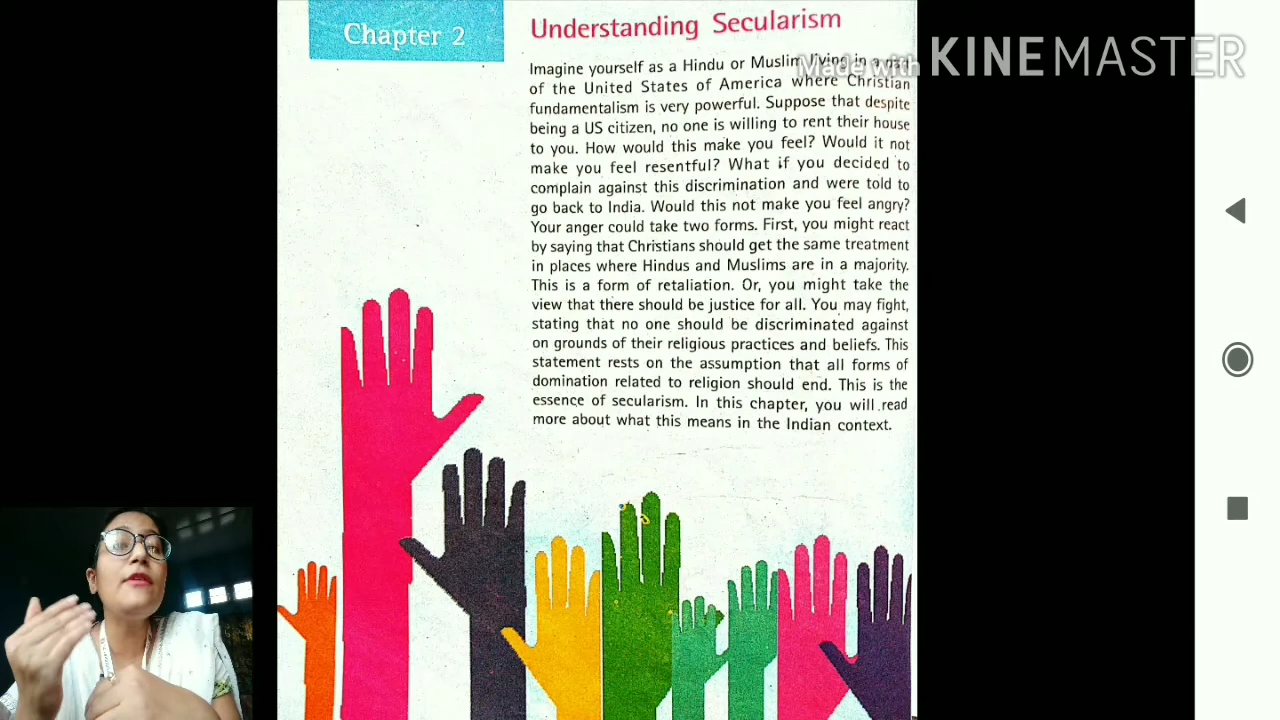 Chapter 2
Understanding Secularism
Imagine yourself as a Hindu or Muslim living in a part
of the United States of America where Christian
fundamentalism is very powerful. Suppose that despite
being a US citizen, no one is willing to rent their house
to you. How would this make you feel? Would it not
make you feel resentful? What if you decided to
complain against this discrimination and were told to
go back to India. Would this not make you feel angry?
Your anger could take two forms. First, you might react
by saying that Christians should get the same treatment
in places where Hindus and Muslims are in a majority.
This is a form of retaliation. Or, you might take the
view that there should be justice for all. You may fight,
stating that no one should be discriminated against
on grounds of their religious practices and beliefs. This
statement rests on the assumption that all forms of
domination related to religion should end. This is the
essence of secularism. In this chapter, you will read
more about what this means in the Indian context.
Made with KINEMASTER